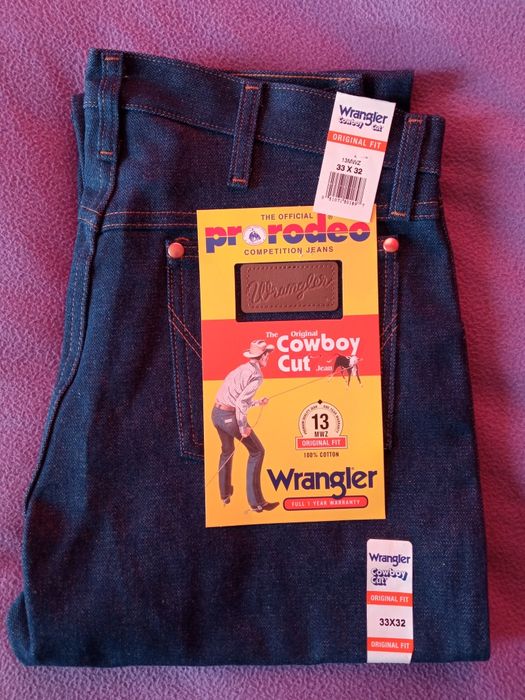 Wrangler
Cowboy Cut
ORIGINAL FIT
13MWZ
33 X 32
THE OFFICIAL
prorodeo®
COMPETITION JEANS
Wrangler
The Original
Cowboy
Cut Jean
13
MWZ
ORIGINAL FIT
100% COTTON
Wrangler
FULL 1 YEAR WARRANTY
Wrangler
Cowboy
Cut
ORIGINAL FIT
33X32
ORIGINAL FIT